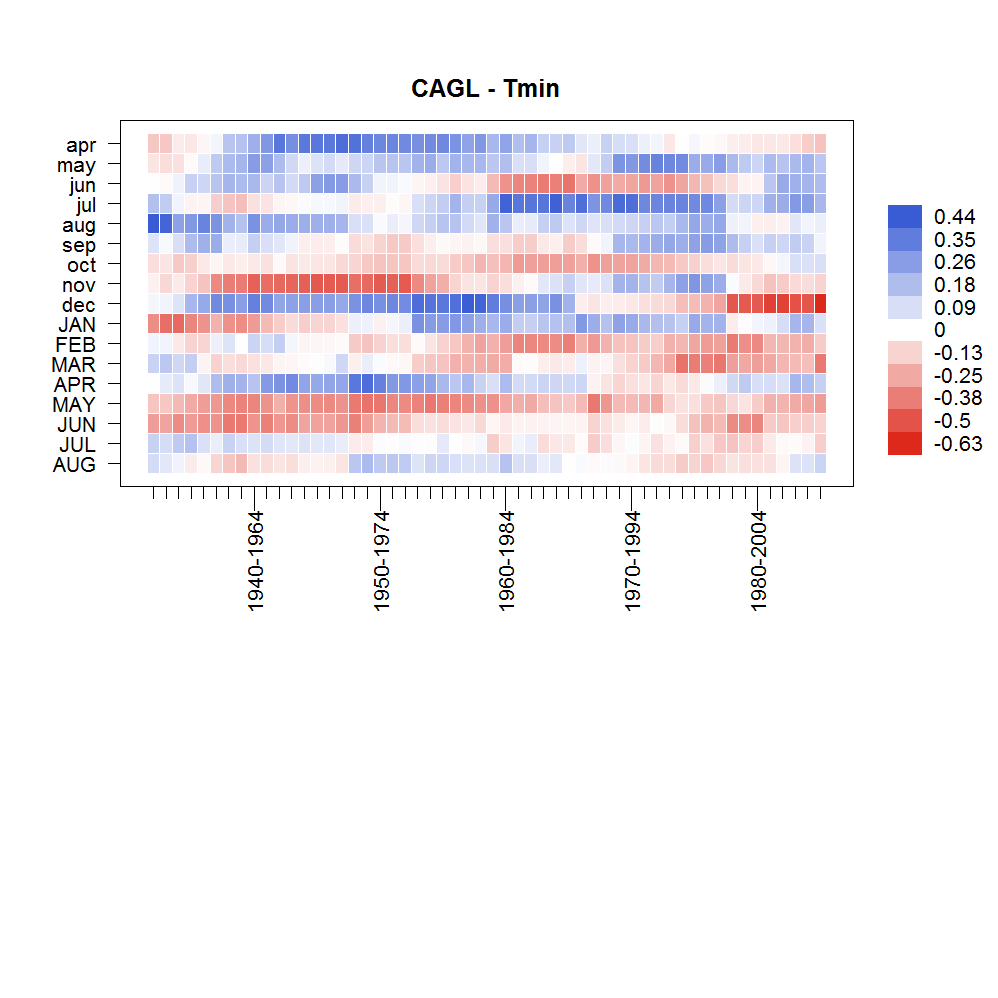 CAGL - Tmin
apr
may
jun
jul
aug
sep
oct
nov
dec
JAN
FEB
MAR
APR
MAY
JUN
JUL
AUG
1940-1964
1950-1974
1960-1984
1970-1994
1980-2004
0.44
0.35
0.26
0.18
0.09
0
-0.13
-0.25
-0.38
-0.5
-0.63